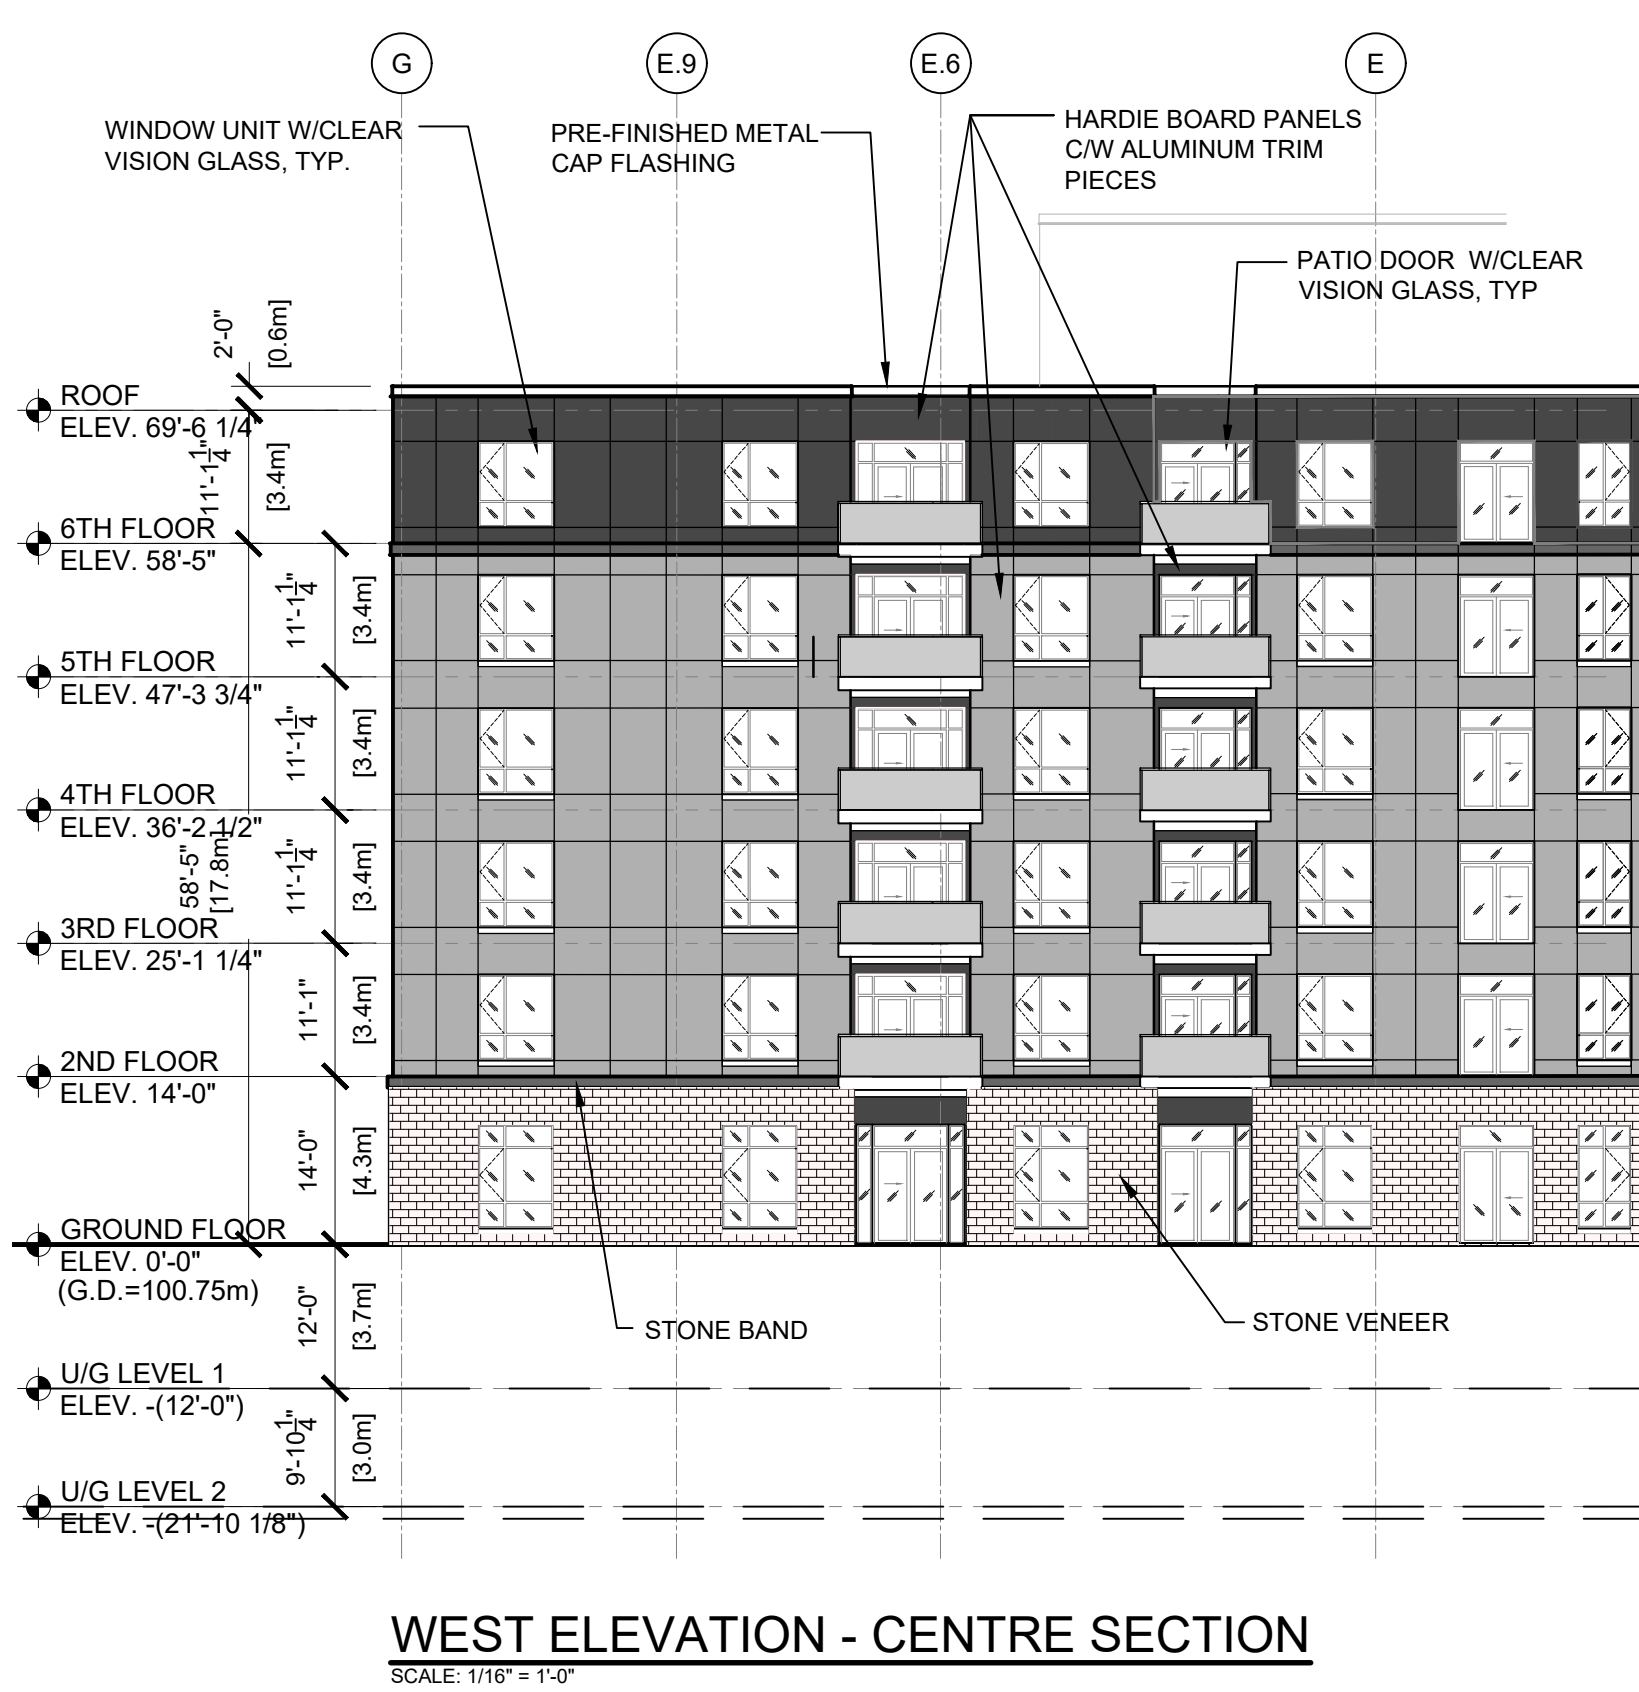 G
E.9
E.6
E
WINDOW UNIT W/CLEAR
VISION GLASS, TYP.
PRE-FINISHED METAL
CAP FLASHING
HARDIE BOARD PANELS
C/W ALUMINUM TRIM
PIECES
PATIO DOOR W/CLEAR
VISION GLASS, TYP
2'-0"
[0.6m]
ROOF
ELEV. 69'-6 1/4"
11'-1 1/4"
[3.4m]
6TH FLOOR
ELEV. 58'-5"
11'-1 1/4"
[3.4m]
5TH FLOOR
ELEV. 47'-3 3/4"
11'-1 1/4"
[3.4m]
4TH FLOOR
ELEV. 36'-2 1/2"
58'-5"
[17.8m]
11'-1 1/4"
[3.4m]
3RD FLOOR
ELEV. 25'-1 1/4"
11'-1"
[3.4m]
2ND FLOOR
ELEV. 14'-0"
14'-0"
[4.3m]
GROUND FLOOR
ELEV. 0'-0"
(G.D.=100.75m)
12'-0"
[3.7m]
STONE BAND
STONE VENEER
U/G LEVEL 1
ELEV. -(12'-0")
9'-10 1/4"
[3.0m]
U/G LEVEL 2
ELEV. -(21'-10 1/8")
WEST ELEVATION - CENTRE SECTION
SCALE: 1/16" = 1'-0"